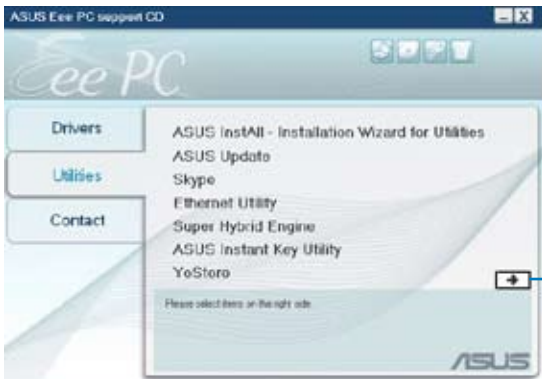 ASUS Eee PC support CD
Eee PC
Drivers
Utilities
Contact
ASUS InstAll - Installation Wizard for Utilities
ASUS Update
Skype
Ethernet Utility
Super Hybrid Engine
ASUS Instant Key Utility
YoStore
Please select items on the right side.
ASUS